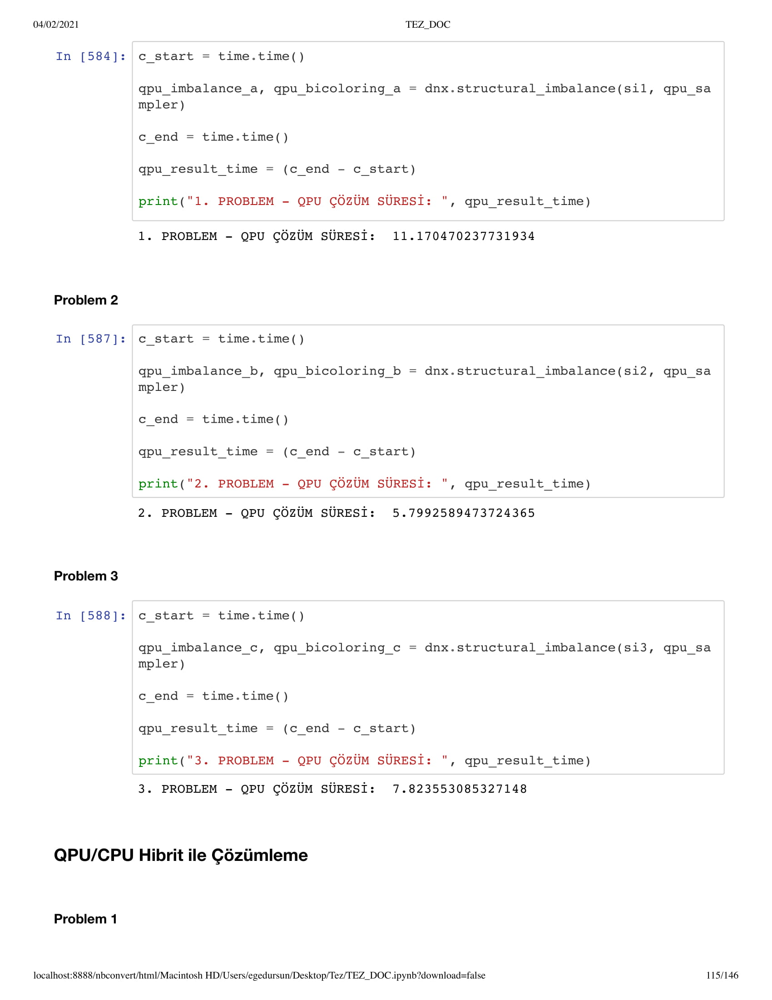 04/02/2021 TEZ_DOC
In [584]: c_start = time.time()
qpu_imbalance_a, qpu_bicoloring_a = dnx.structural_imbalance(si1, qpu_sa
mpler)
c_end = time.time()
qpu_result_time = (c_end - c_start)
print("1. PROBLEM - QPU ÇÖZÜM SÜRESİ: ", qpu_result_time)
1. PROBLEM - QPU ÇÖZÜM SÜRESİ:  11.170470237731934
Problem 2
In [587]: c_start = time.time()
qpu_imbalance_b, qpu_bicoloring_b = dnx.structural_imbalance(si2, qpu_sa
mpler)
c_end = time.time()
qpu_result_time = (c_end - c_start)
print("2. PROBLEM - QPU ÇÖZÜM SÜRESİ: ", qpu_result_time)
2. PROBLEM - QPU ÇÖZÜM SÜRESİ:  5.7992589473724365
Problem 3
In [588]: c_start = time.time()
qpu_imbalance_c, qpu_bicoloring_c = dnx.structural_imbalance(si3, qpu_sa
mpler)
c_end = time.time()
qpu_result_time = (c_end - c_start)
print("3. PROBLEM - QPU ÇÖZÜM SÜRESİ: ", qpu_result_time)
3. PROBLEM - QPU ÇÖZÜM SÜRESİ:  7.823553085327148
QPU/CPU Hibrit ile Çözümleme
Problem 1
localhost:8888/nbconvert/html/Macintosh HD/Users/egedursun/Desktop/Tez/TEZ_DOC.ipynb?download=false 115/146